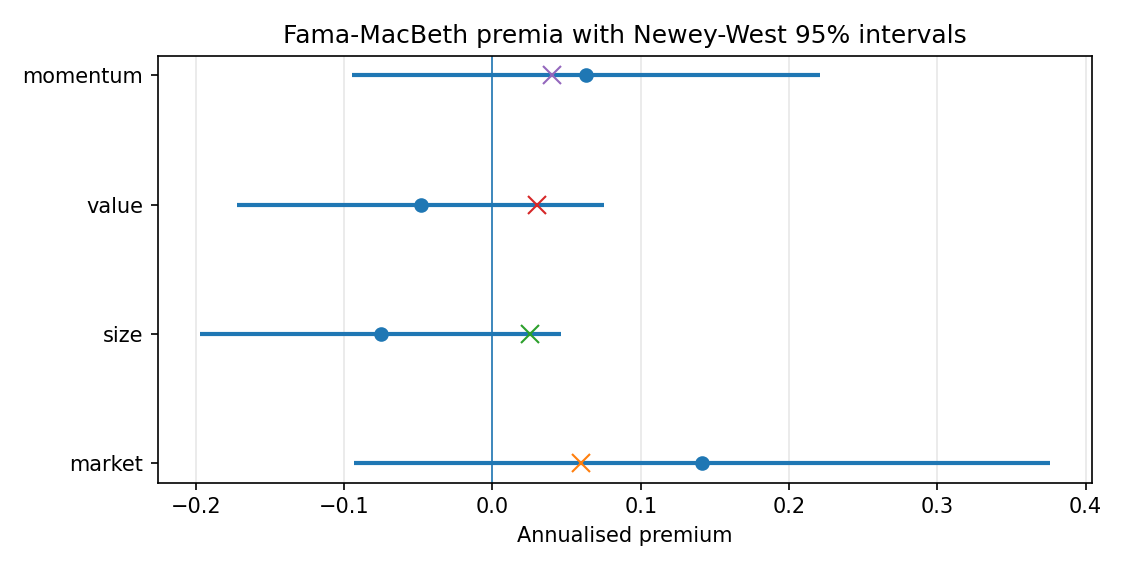 Fama-MacBeth premia with Newey-West 95% intervals
momentum
value
size
market
−0.2 −0.1 0.0 0.1 0.2 0.3 0.4
Annualised premium